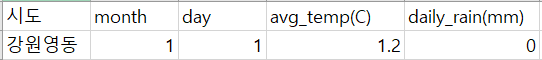 시도 month day avg_temp(C) daily_rain(mm)
강원영동 1 1 1.2 0